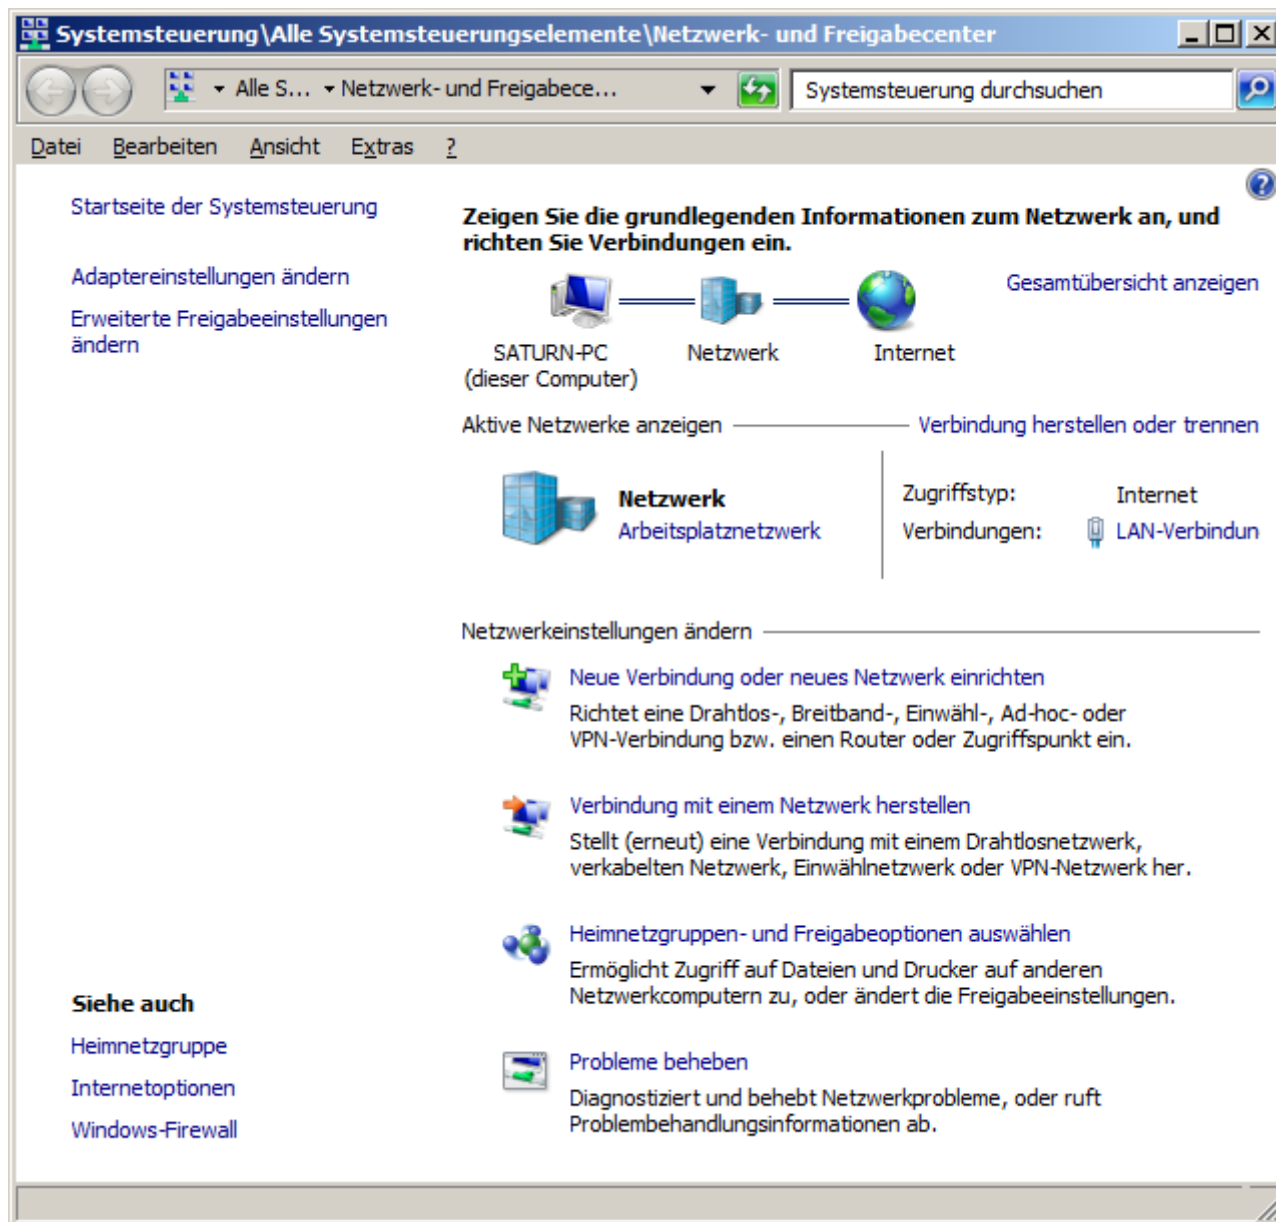 Systemsteuerung\Alle Systemsteuerungselemente\Netzwerk- und Freigabecenter
Alle S... Netzwerk- und Freigabece...
Systemsteuerung durchsuchen
Datei Bearbeiten Ansicht Extras ?
Startseite der Systemsteuerung
Adaptereinstellungen ändern
Erweiterte Freigabeeinstellungen
ändern
Zeigen Sie die grundlegenden Informationen zum Netzwerk an, und
richten Sie Verbindungen ein.
Gesamtübersicht anzeigen
SATURN-PC
(dieser Computer)
Netzwerk
Internet
Aktive Netzwerke anzeigen
Verbindung herstellen oder trennen
Netzwerk
Arbeitsplatznetzwerk
Zugriffstyp: Internet
Verbindungen: LAN-Verbindun
Netzwerkeinstellungen ändern
Neue Verbindung oder neues Netzwerk einrichten
Richtet eine Drahtlos-, Breitband-, Einwähl-, Ad-hoc- oder
VPN-Verbindung bzw. einen Router oder Zugriffspunkt ein.
Verbindung mit einem Netzwerk herstellen
Stellt (erneut) eine Verbindung mit einem Drahtlosnetzwerk,
verkabelten Netzwerk, Einwählnetzwerk oder VPN-Netzwerk her.
Heimnetzgruppen- und Freigabeoptionen auswählen
Ermöglicht Zugriff auf Dateien und Drucker auf anderen
Netzwerkcomputern zu, oder ändert die Freigabeeinstellungen.
Probleme beheben
Diagnostiziert und behebt Netzwerkprobleme, oder ruft
Problembehandlungsinformationen ab.
Siehe auch
Heimnetzgruppe
Internetoptionen
Windows-Firewall